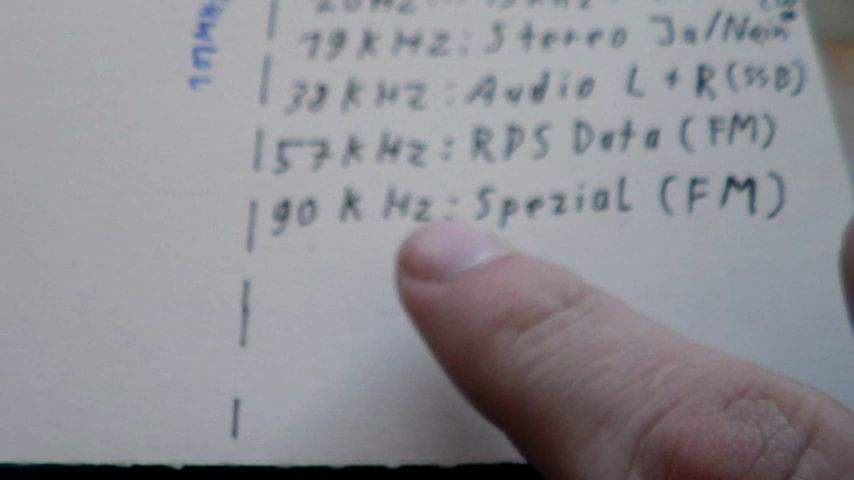 19 kHz: Stereo Ja/Nein
38 kHz: Audio L + R (SSB)
57 kHz: RDS Data (FM)
90 kHz: Spezial (FM)